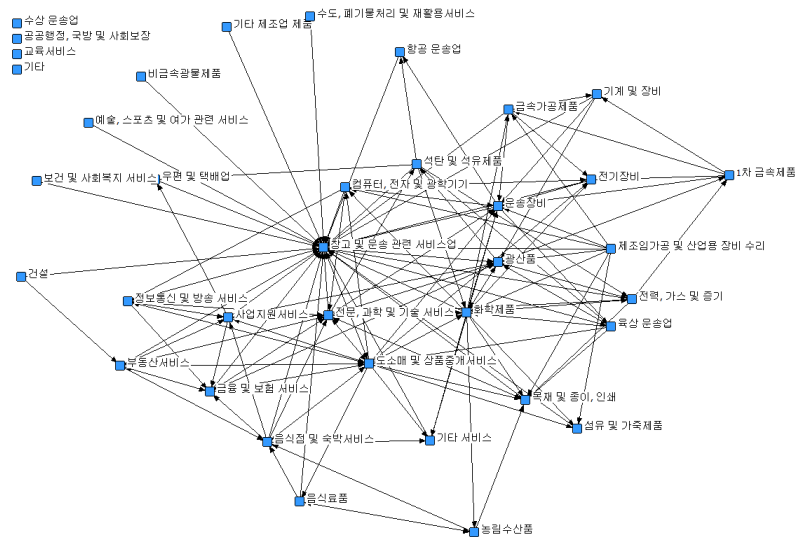 수상 운송업
공공행정, 국방 및 사회보장
교육서비스
기타
수도, 폐기물처리 및 재활용서비스
기타 제조업 제품
항공 운송업
비금속광물제품
기계 및 장비
금속가공제품
예술, 스포츠 및 여가 관련 서비스
석탄 및 석유제품
1차 금속제품
보건 및 사회복지 서비스
우편 및 택배업
컴퓨터, 전자 및 광학기기
전기장비
운송장비
창고 및 운송 관련 서비스업
제조임가공 및 산업용 장비 수리
광산품
건설
정보통신 및 방송 서비스
전력, 가스 및 증기
사업지원서비스
전문, 과학 및 기술 서비스
화학제품
육상 운송업
부동산서비스
도소매 및 상품중개서비스
금융 및 보험 서비스
목재 및 종이, 인쇄
섬유 및 가죽제품
음식점 및 숙박서비스
기타 서비스
음식료품
농림수산품